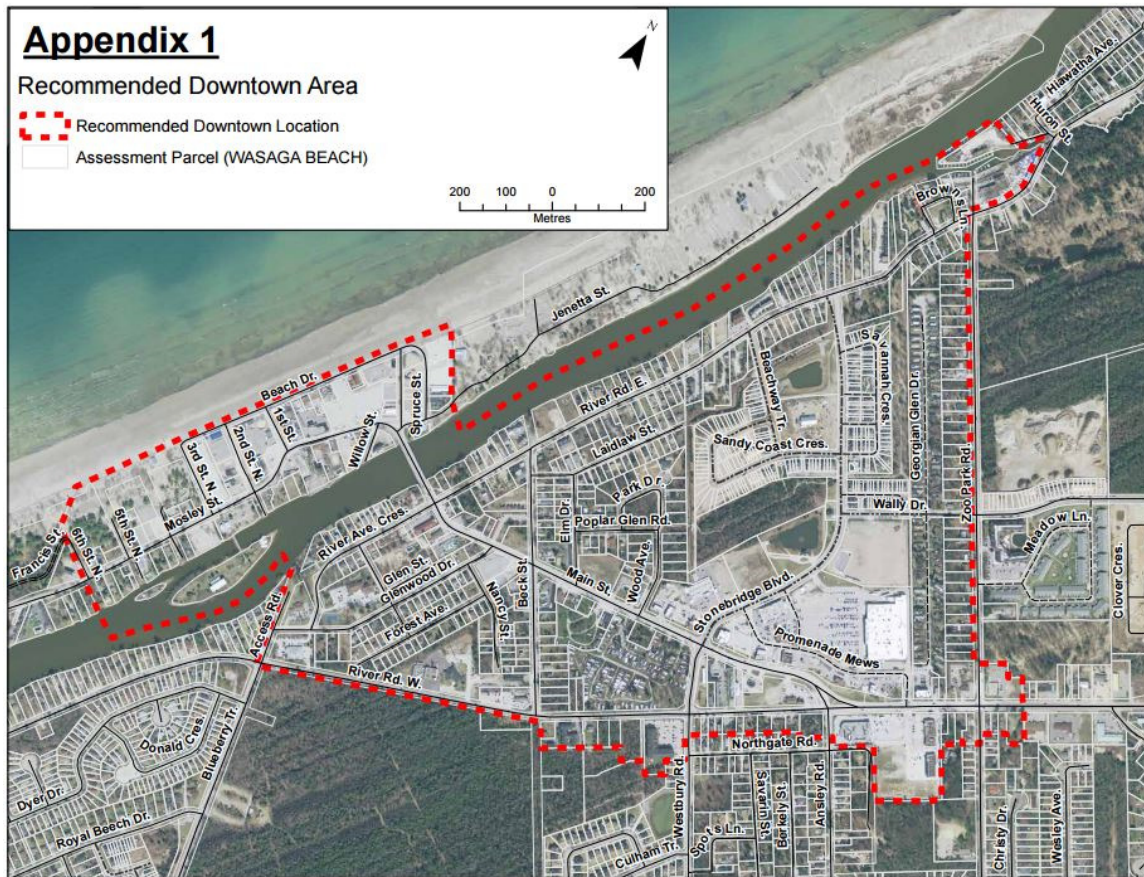 Appendix 1
N
Recommended Downtown Area
Recommended Downtown Location
Assessment Parcel (WASAGA BEACH)
200 100 0 200
Metres
Hiawatha Ave.
Huron St.
Browns Ln.
Jenetta St.
Beach Dr.
Spruce St.
1st St.
2nd St. N.
3rd St. N.
Willow St.
Mosley St.
5th St. N.
6th St. N.
Francis St.
River Rd. E.
Laidlaw St.
Beachway Tr.
Savannah Cres.
Sandy Coast Cres.
Georgian Glen Dr.
Zoo Park Rd.
Wally Dr.
Meadow Ln.
Clover Cres.
Park Dr.
Elm Dr.
Poplar Glen Rd.
Wood Ave.
River Ave. Cres.
Glen St.
Glenwood Dr.
Forest Ave.
Nancy St.
Beck St.
Main St.
Stonebridge Blvd.
Promenade Mews
Access Rd.
River Rd. W.
Blueberry Tr.
Donald Cres.
Dyer Dr.
Royal Beech Dr.
Northgate Rd.
Westbury Rd.
Savarin St.
Berkely St.
Ansley Rd.
Spots Ln.
Culham Tr.
Christy Dr.
Wesley Ave.